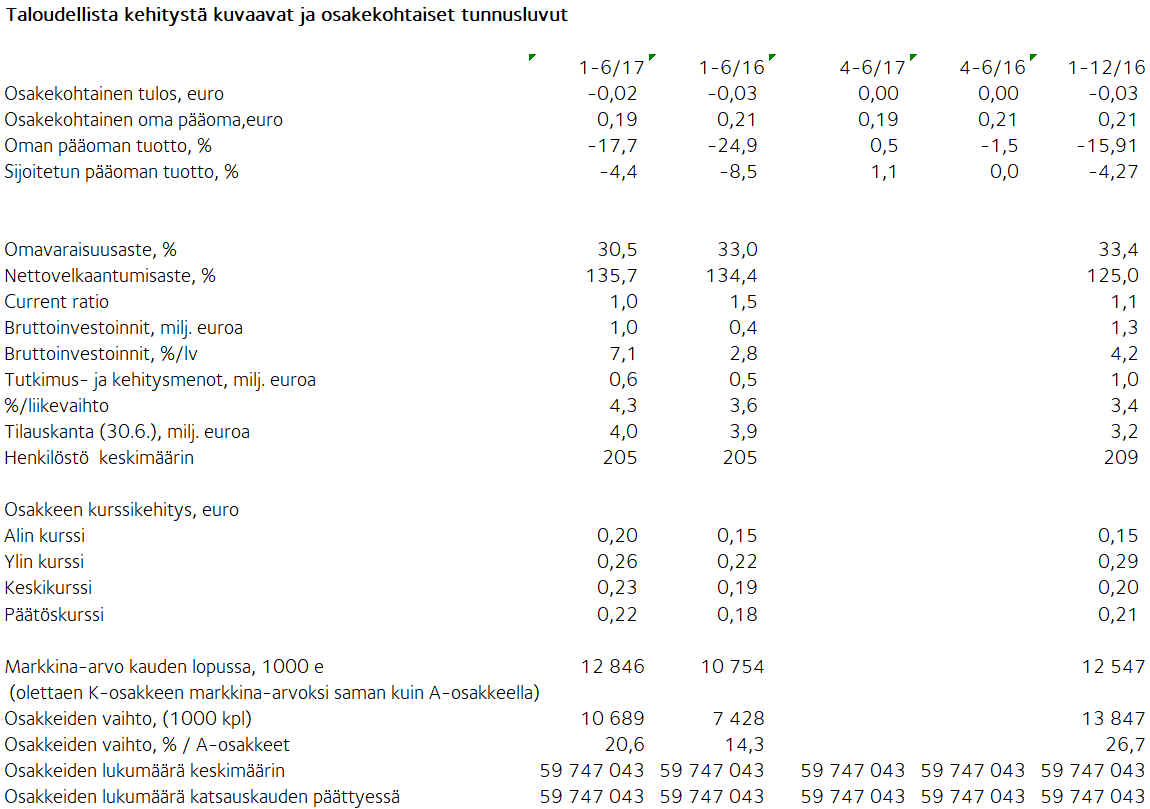 Taloudellista kehitystä kuvaavat ja osakekohtaiset tunnusluvut
1-6/17 1-6/16 4-6/17 4-6/16 1-12/16
Osakekohtainen tulos, euro -0,02 -0,03 0,00 0,00 -0,03
Osakekohtainen oma pääoma,euro 0,19 0,21 0,19 0,21 0,21
Oman pääoman tuotto, % -17,7 -24,9 0,5 -1,5 -15,91
Sijoitetun pääoman tuotto, % -4,4 -8,5 1,1 0,0 -4,27
Omavaraisuusaste, % 30,5 33,0 33,4
Nettovelkaantumisaste, % 135,7 134,4 125,0
Current ratio 1,0 1,5 1,1
Bruttoinvestoinnit, milj. euroa 1,0 0,4 1,3
Bruttoinvestoinnit, %/lv 7,1 2,8 4,2
Tutkimus- ja kehitysmenot, milj. euroa 0,6 0,5 1,0
%/liikevaihto 4,3 3,6 3,4
Tilauskanta (30.6.), milj. euroa 4,0 3,9 3,2
Henkilöstö keskimäärin 205 205 209
Osakkeen kurssikehitys, euro
Alin kurssi 0,20 0,15 0,15
Ylin kurssi 0,26 0,22 0,29
Keskikurssi 0,23 0,19 0,20
Päätöskurssi 0,22 0,18 0,21
Markkina-arvo kauden lopussa, 1000 e 12 846 10 754 12 547
(olettaen K-osakkeen markkina-arvoksi saman kuin A-osakkeella)
Osakkeiden vaihto, (1000 kpl) 10 689 7 428 13 847
Osakkeiden vaihto, % / A-osakkeet 20,6 14,3 26,7
Osakkeiden lukumäärä keskimäärin 59 747 043 59 747 043 59 747 043 59 747 043 59 747 043
Osakkeiden lukumäärä katsauskauden päättyessä 59 747 043 59 747 043 59 747 043 59 747 043 59 747 043